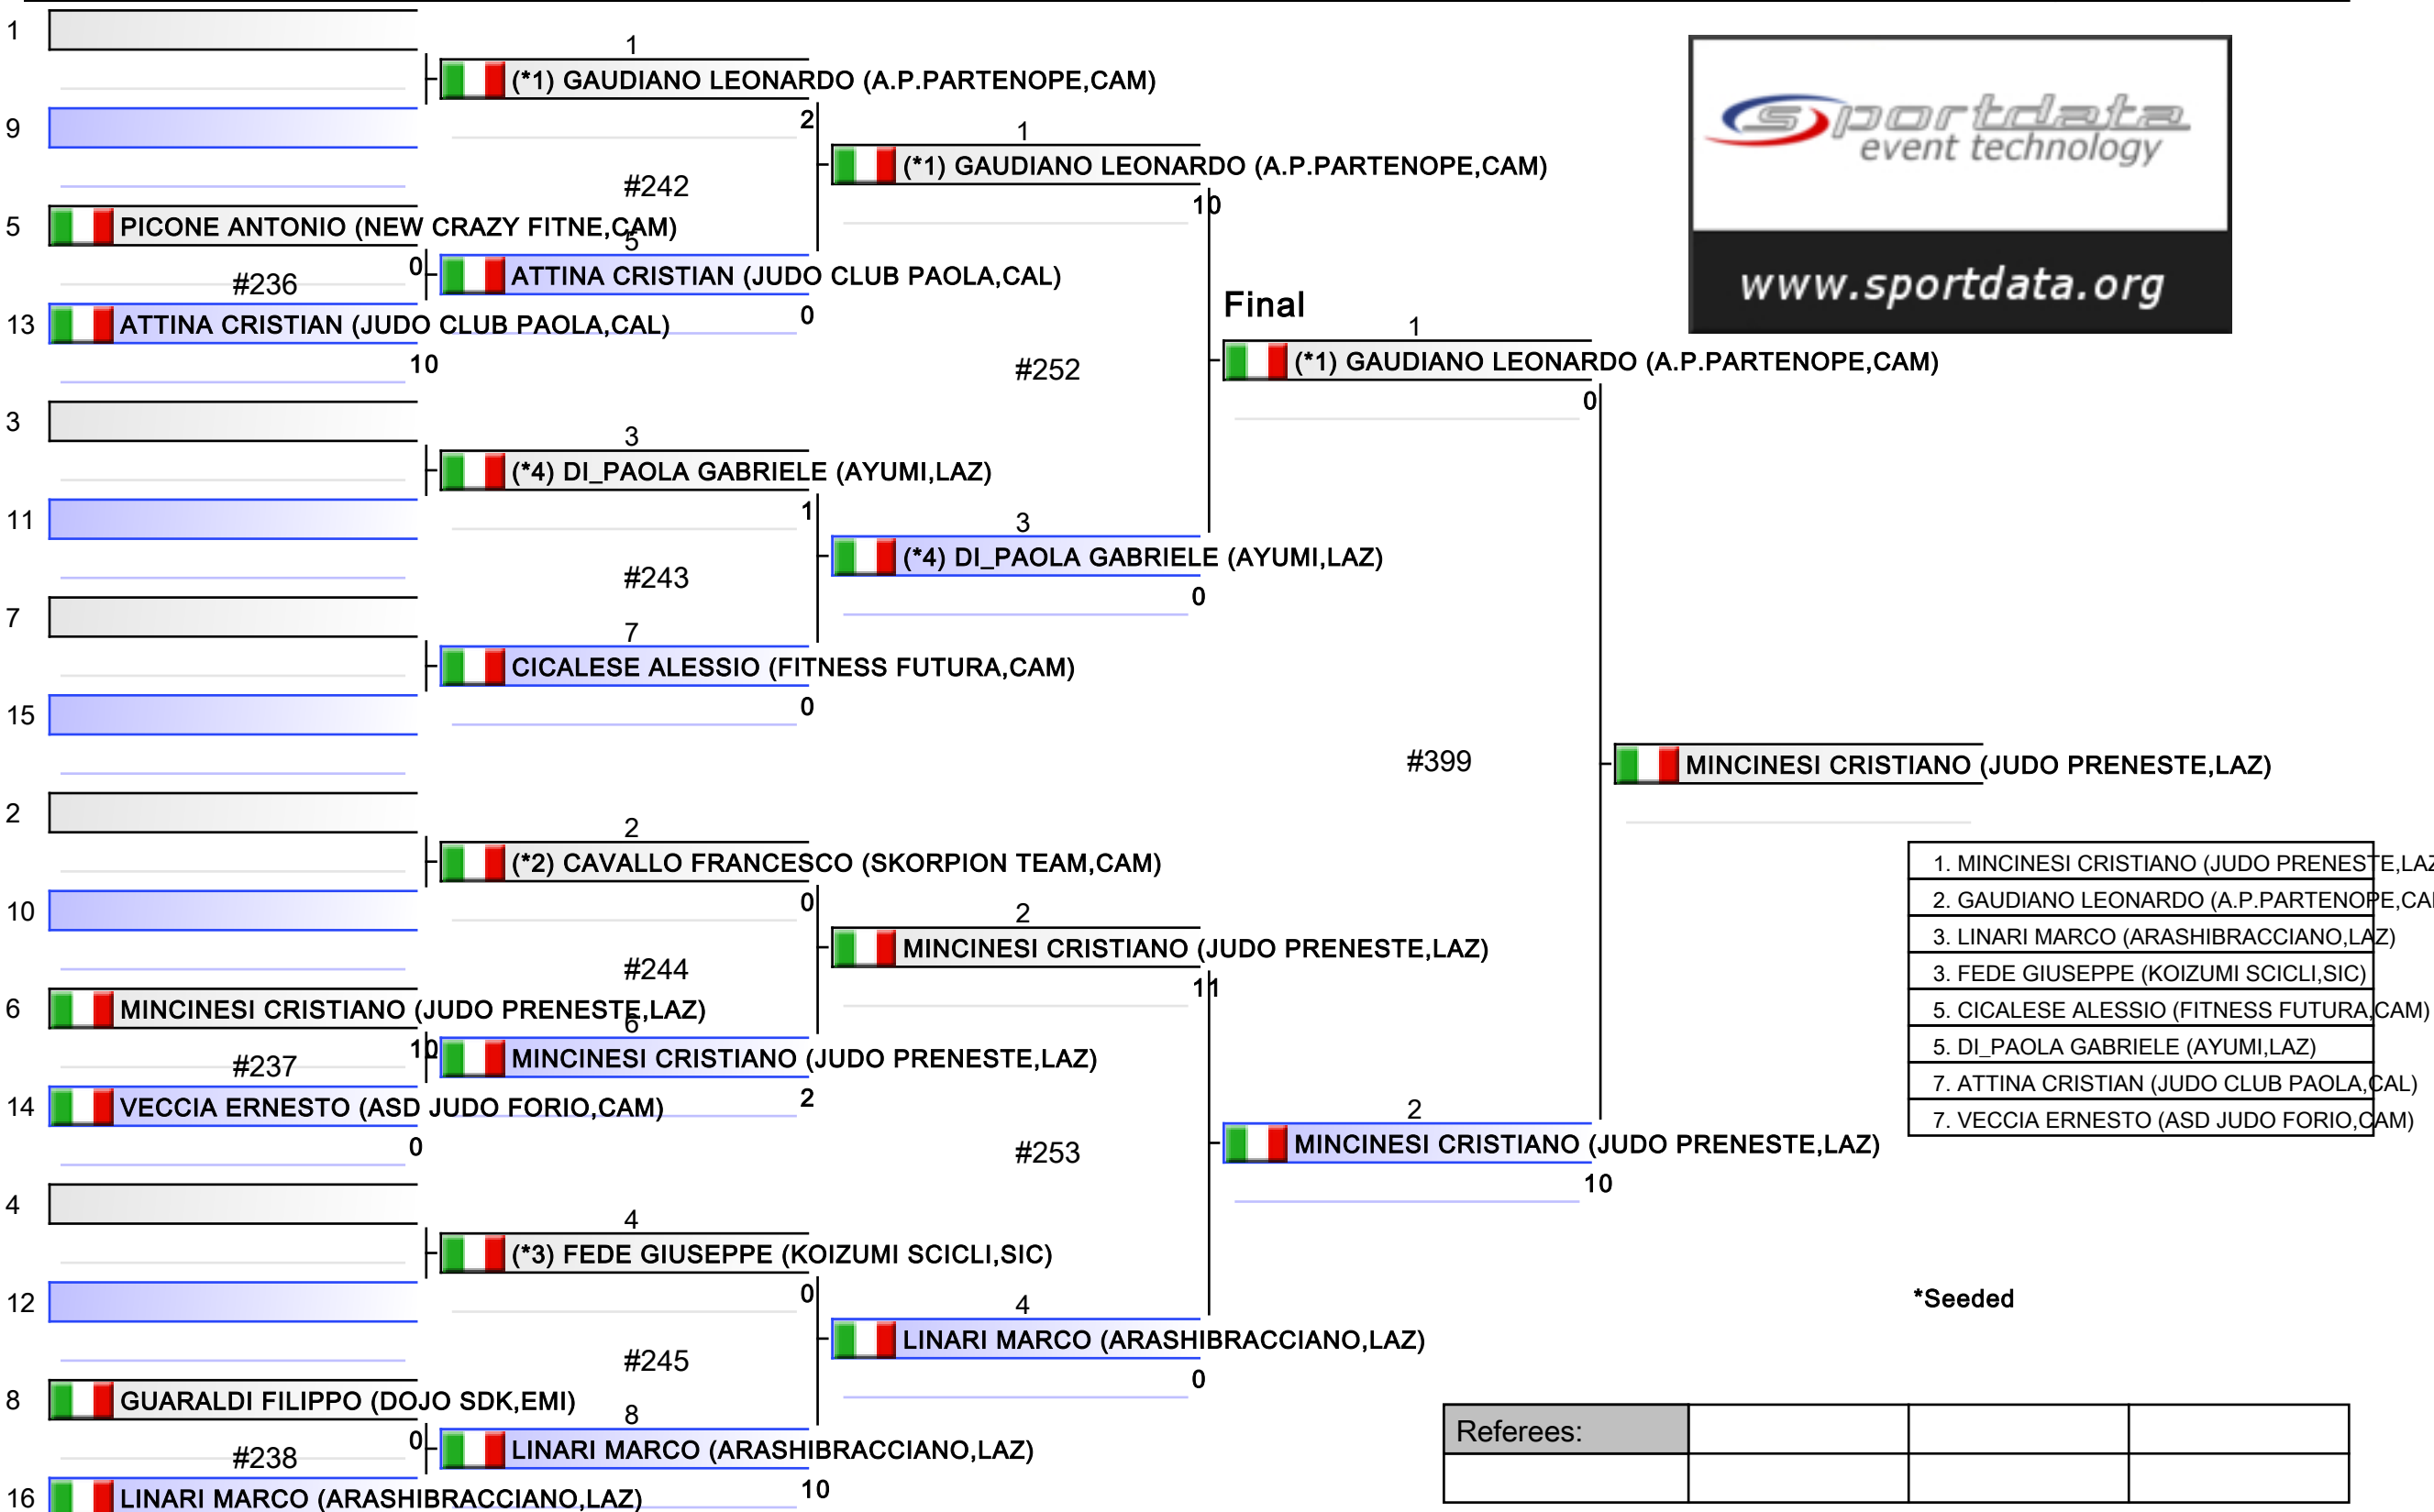 1
1
(*1) GAUDIANO LEONARDO (A.P.PARTENOPE,CAM)
9
2
1
(*1) GAUDIANO LEONARDO (A.P.PARTENOPE,CAM)
#242
10
5
PICONE ANTONIO (NEW CRAZY FITNE,CAM)
5
0
ATTINA CRISTIAN (JUDO CLUB PAOLA,CAL)
#236
0
13
ATTINA CRISTIAN (JUDO CLUB PAOLA,CAL)
10
sportdata
event technology
www.sportdata.org
Final
1
(*1) GAUDIANO LEONARDO (A.P.PARTENOPE,CAM)
#252
0
3
3
(*4) DI_PAOLA GABRIELE (AYUMI,LAZ)
11
1
3
(*4) DI_PAOLA GABRIELE (AYUMI,LAZ)
#243
0
7
7
CICALESE ALESSIO (FITNESS FUTURA,CAM)
0
15
#399
MINCINESI CRISTIANO (JUDO PRENESTE,LAZ)
2
2
(*2) CAVALLO FRANCESCO (SKORPION TEAM,CAM)
10
0
2
MINCINESI CRISTIANO (JUDO PRENESTE,LAZ)
#244
11
6
MINCINESI CRISTIANO (JUDO PRENESTE,LAZ)
6
10
MINCINESI CRISTIANO (JUDO PRENESTE,LAZ)
#237
2
14
VECCIA ERNESTO (ASD JUDO FORIO,CAM)
0
#253
2
MINCINESI CRISTIANO (JUDO PRENESTE,LAZ)
10
1. MINCINESI CRISTIANO (JUDO PRENESTE,LAZ
2. GAUDIANO LEONARDO (A.P.PARTENOPE,CA
3. LINARI MARCO (ARASHIBRACCIANO,LAZ)
3. FEDE GIUSEPPE (KOIZUMI SCICLI,SIC)
5. CICALESE ALESSIO (FITNESS FUTURA,CAM)
5. DI_PAOLA GABRIELE (AYUMI,LAZ)
7. ATTINA CRISTIAN (JUDO CLUB PAOLA,CAL)
7. VECCIA ERNESTO (ASD JUDO FORIO,CAM)
4
4
(*3) FEDE GIUSEPPE (KOIZUMI SCICLI,SIC)
12
0
4
LINARI MARCO (ARASHIBRACCIANO,LAZ)
#245
0
8
GUARALDI FILIPPO (DOJO SDK,EMI)
8
0
LINARI MARCO (ARASHIBRACCIANO,LAZ)
#238
10
16
LINARI MARCO (ARASHIBRACCIANO,LAZ)
*Seeded
Referees: